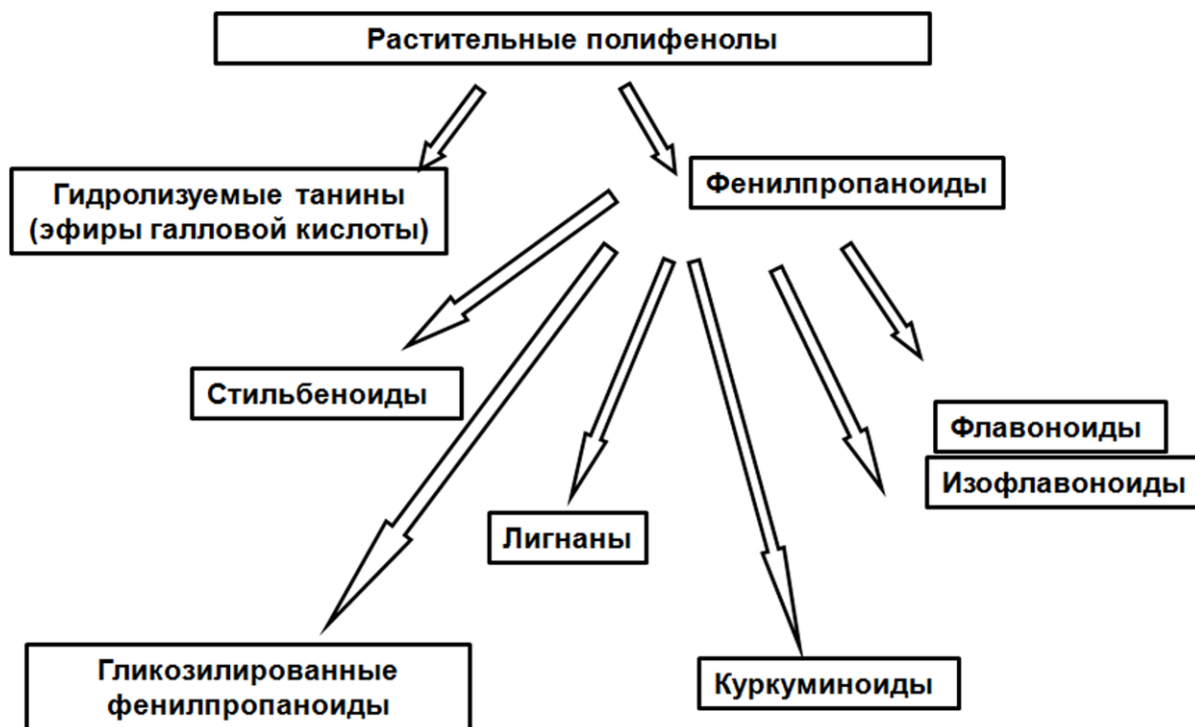 Растительные полифенолы
Гидролизуемые танины
(эфиры галловой кислоты)
Фенилпропаноиды
Стильбеноиды
Флавоноиды
Изофлавоноиды
Лигнаны
Гликозилированные
фенилпропаноиды
Куркуминоиды